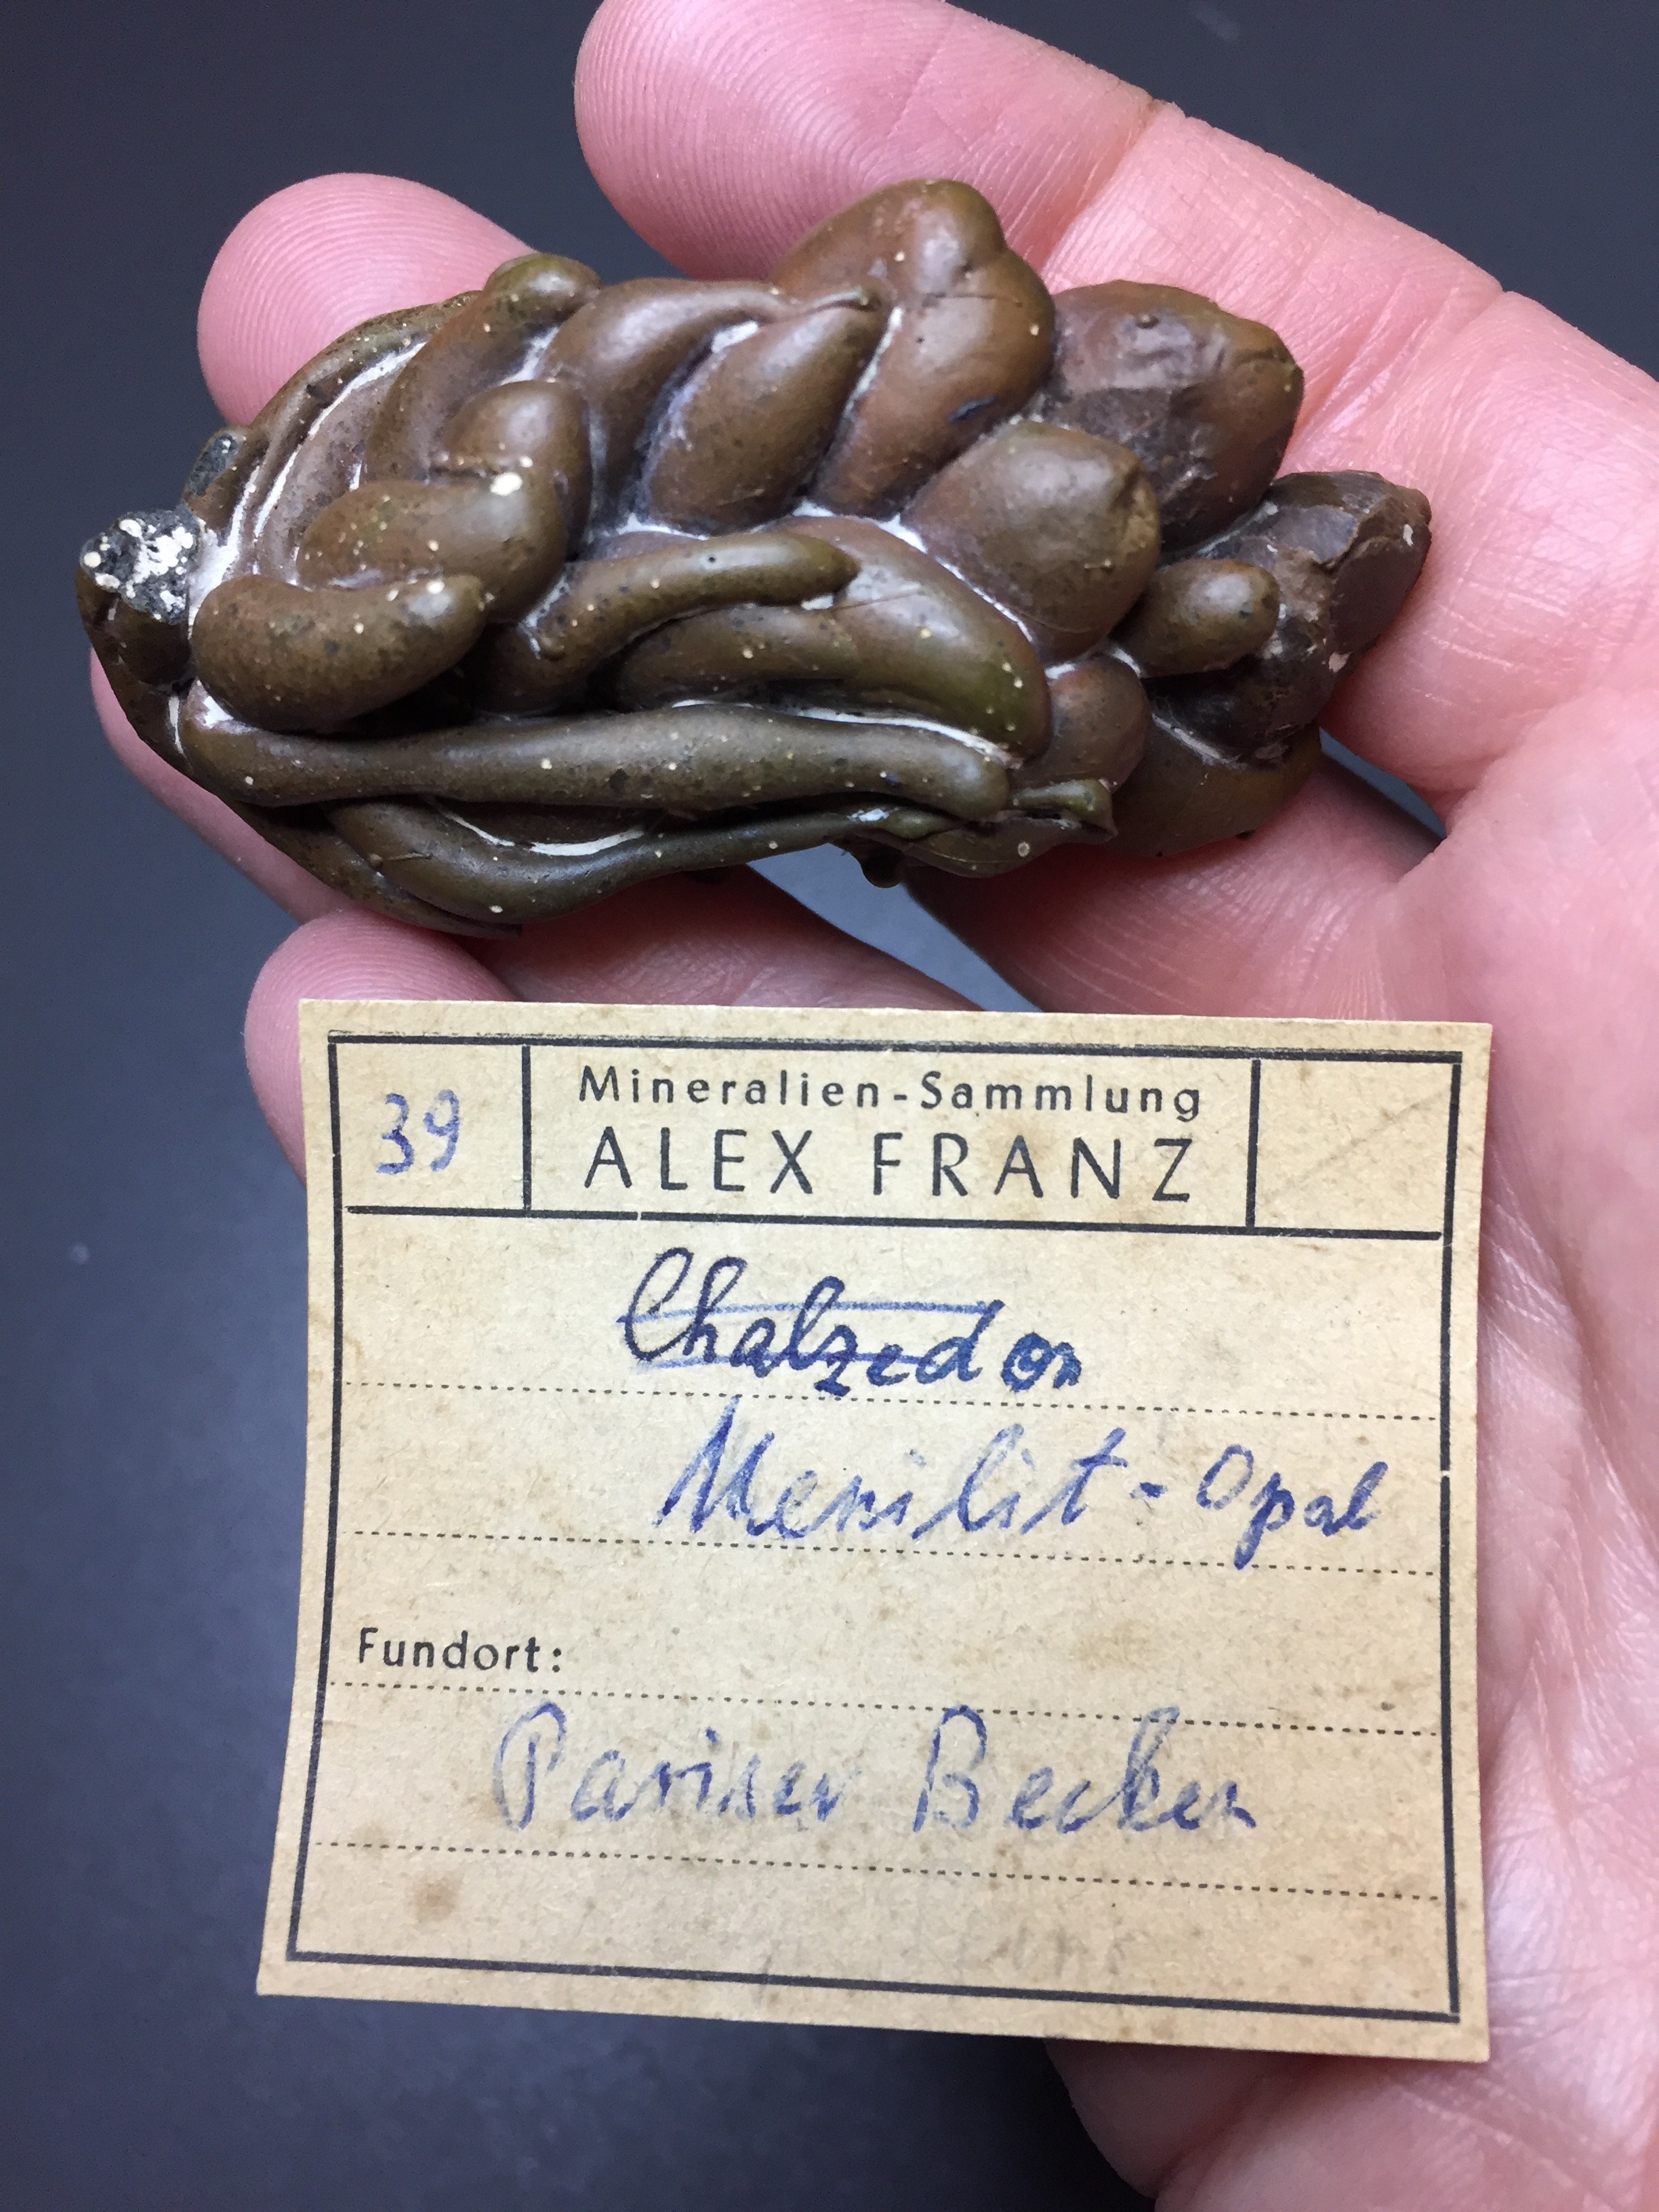 39
Mineralien-Sammlung
ALEX FRANZ
Chalzedon
Menilit-Opal
Fundort:
Pariser Becken